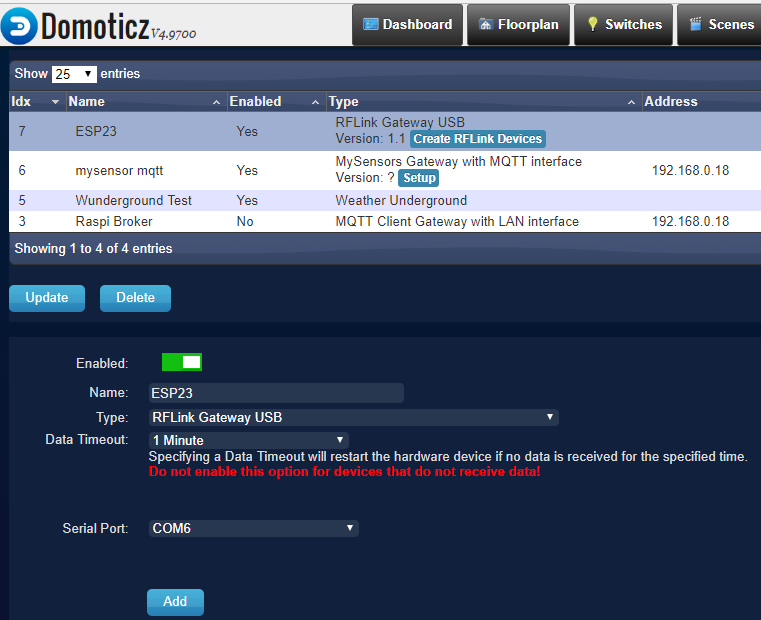 Domoticz V4.9700
Dashboard Floorplan Switches Scenes
Show 25 entries
Idx Name Enabled Type Address
7 ESP23 Yes RFLink Gateway USB
Version: 1.1 Create RFLink Devices
6 mysensor mqtt Yes MySensors Gateway with MQTT interface 192.168.0.18
Version: ? Setup
5 Wunderground Test Yes Weather Underground
3 Raspi Broker No MQTT Client Gateway with LAN interface 192.168.0.18
Showing 1 to 4 of 4 entries
Update Delete
Enabled:
Name: ESP23
Type: RFLink Gateway USB
Data Timeout: 1 Minute
Specifying a Data Timeout will restart the hardware device if no data is received for the specified time.
Do not enable this option for devices that do not receive data!
Serial Port: COM6
Add